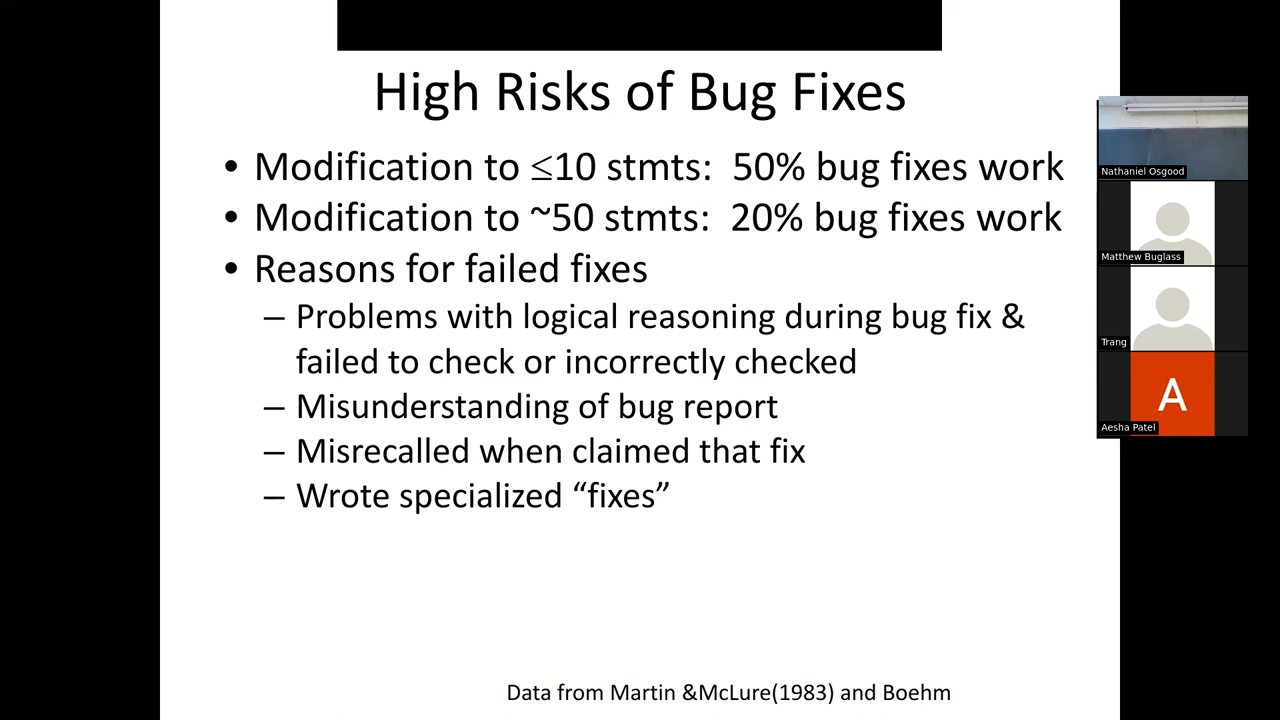 High Risks of Bug Fixes
• Modification to ≤10 stmts:  50% bug fixes work
• Modification to ~50 stmts:  20% bug fixes work
• Reasons for failed fixes
– Problems with logical reasoning during bug fix &
failed to check or incorrectly checked
– Misunderstanding of bug report
– Misrecalled when claimed that fix
– Wrote specialized “fixes”
Data from Martin &McLure(1983) and Boehm
Nathaniel Osgood
Matthew Buglass
Trang
A
Aesha Patel